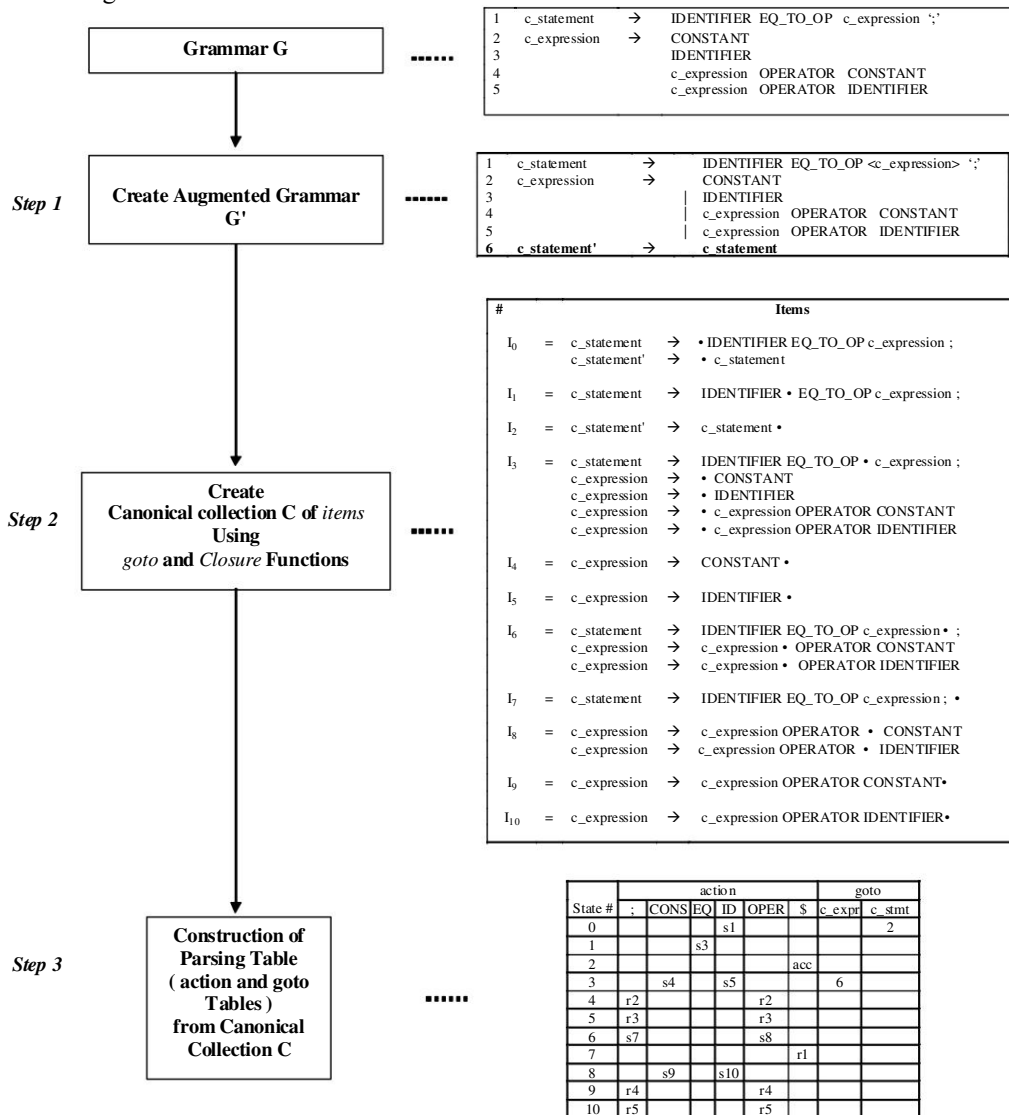 Grammar G
1 c_statement → IDENTIFIER EQ_TO_OP c_expression ‘;’
2 c_expression → CONSTANT
3 IDENTIFIER
4 c_expression OPERATOR CONSTANT
5 c_expression OPERATOR IDENTIFIER
Step 1
Create Augmented Grammar
G'
1 c_statement → IDENTIFIER EQ_TO_OP <c_expression> ‘;’
2 c_expression → CONSTANT
3 | IDENTIFIER
4 | c_expression OPERATOR CONSTANT
5 | c_expression OPERATOR IDENTIFIER
6 c_statement' → c_statement
Step 2
Create
Canonical collection C of items
Using
goto and Closure Functions
# Items
I0 = c_statement → • IDENTIFIER EQ_TO_OP c_expression ;
c_statement' → • c_statement
I1 = c_statement → IDENTIFIER • EQ_TO_OP c_expression ;
I2 = c_statement' → c_statement •
I3 = c_statement → IDENTIFIER EQ_TO_OP • c_expression ;
c_expression → • CONSTANT
c_expression → • IDENTIFIER
c_expression → • c_expression OPERATOR CONSTANT
c_expression → • c_expression OPERATOR IDENTIFIER
I4 = c_expression → CONSTANT •
I5 = c_expression → IDENTIFIER •
I6 = c_statement → IDENTIFIER EQ_TO_OP c_expression • ;
c_expression → c_expression • OPERATOR CONSTANT
c_expression → c_expression • OPERATOR IDENTIFIER
I7 = c_statement → IDENTIFIER EQ_TO_OP c_expression ; •
I8 = c_expression → c_expression OPERATOR • CONSTANT
c_expression → c_expression OPERATOR • IDENTIFIER
I9 = c_expression → c_expression OPERATOR CONSTANT•
I10 = c_expression → c_expression OPERATOR IDENTIFIER•
Step 3
Construction of
Parsing Table
( action and goto
Tables )
from Canonical
Collection C
action goto
State # ; CONS EQ ID OPER $ c_expr c_stmt
0 s1 2
1 s3
2 acc
3 s4 s5 6
4 r2 r2
5 r3 r3
6 s7 s8
7 r1
8 s9 s10
9 r4 r4
10 r5 r5